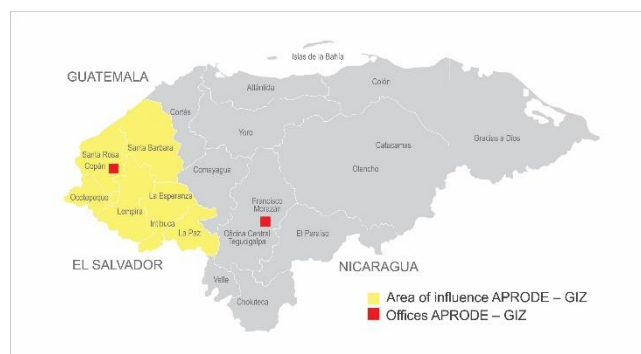 Islas de la Bahía
GUATEMALA
Colón
Atlántida
Cortés
Yoro
Gracias a Dios
Catacamas
Santa Barbara
Santa Rosa
Copán
Comayagua
Olancho
La Esperanza
Ocotepeque
Francisco
Morazán
Lempira
Intibuca
La Paz
Oficina Central
Tegucigalpa
El Paraíso
EL SALVADOR
NICARAGUA
Valle
Choluteca
Area of influence APRODE – GIZ
Offices APRODE – GIZ